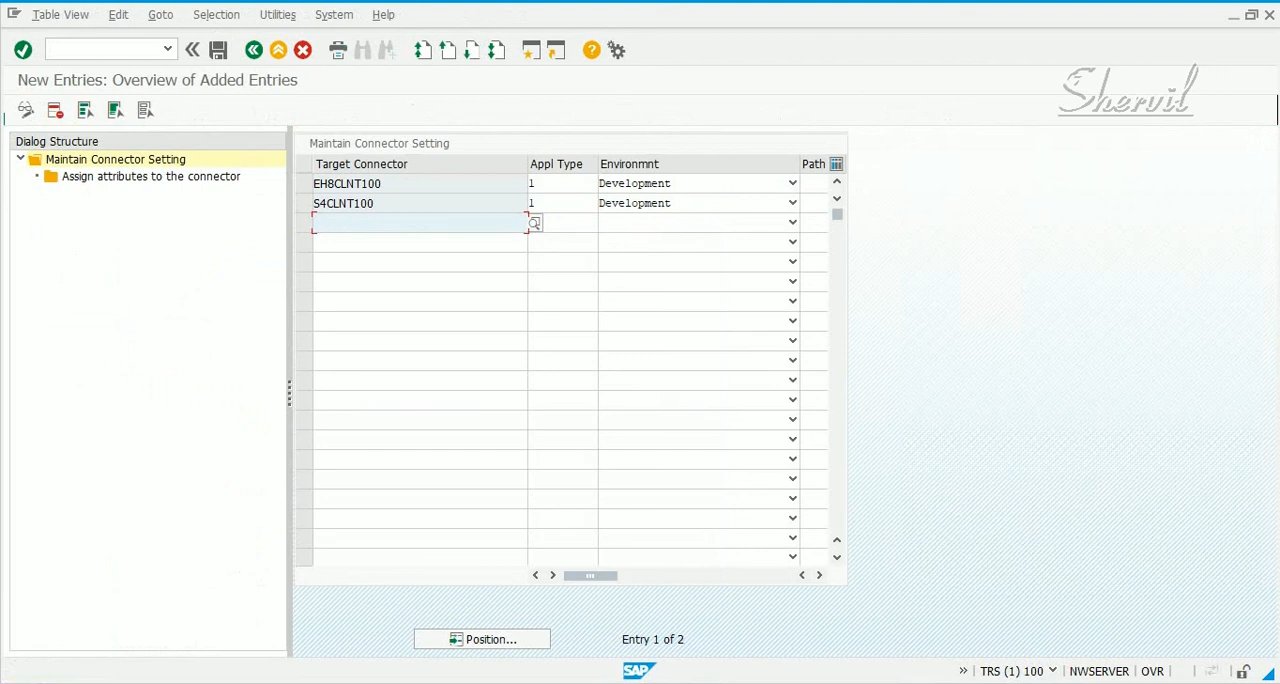 Table View Edit Goto Selection Utilities System Help
New Entries: Overview of Added Entries
Shervil
Dialog Structure
Maintain Connector Setting
Assign attributes to the connector
Maintain Connector Setting
Target Connector Appl Type Environmnt Path
EH8CLNT100 1 Development
S4CLNT100 1 Development
Position... Entry 1 of 2
SAP TRS (1) 100 NWSERVER OVR